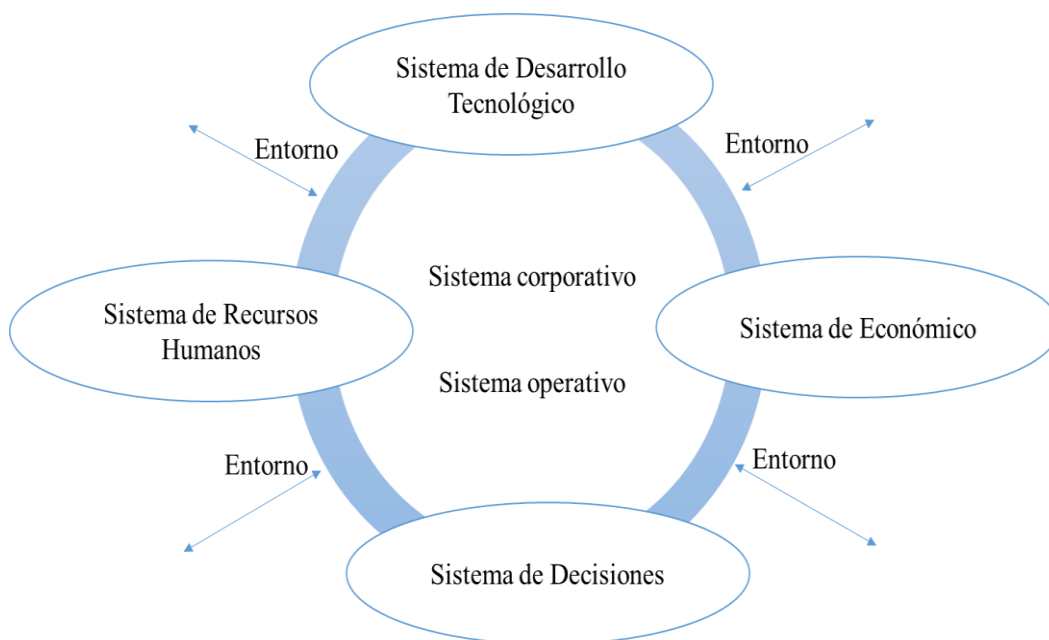 Sistema de Desarrollo
Tecnológico
Entorno
Entorno
Sistema corporativo
Sistema de Recursos
Humanos
Sistema de Económico
Sistema operativo
Entorno
Entorno
Sistema de Decisiones